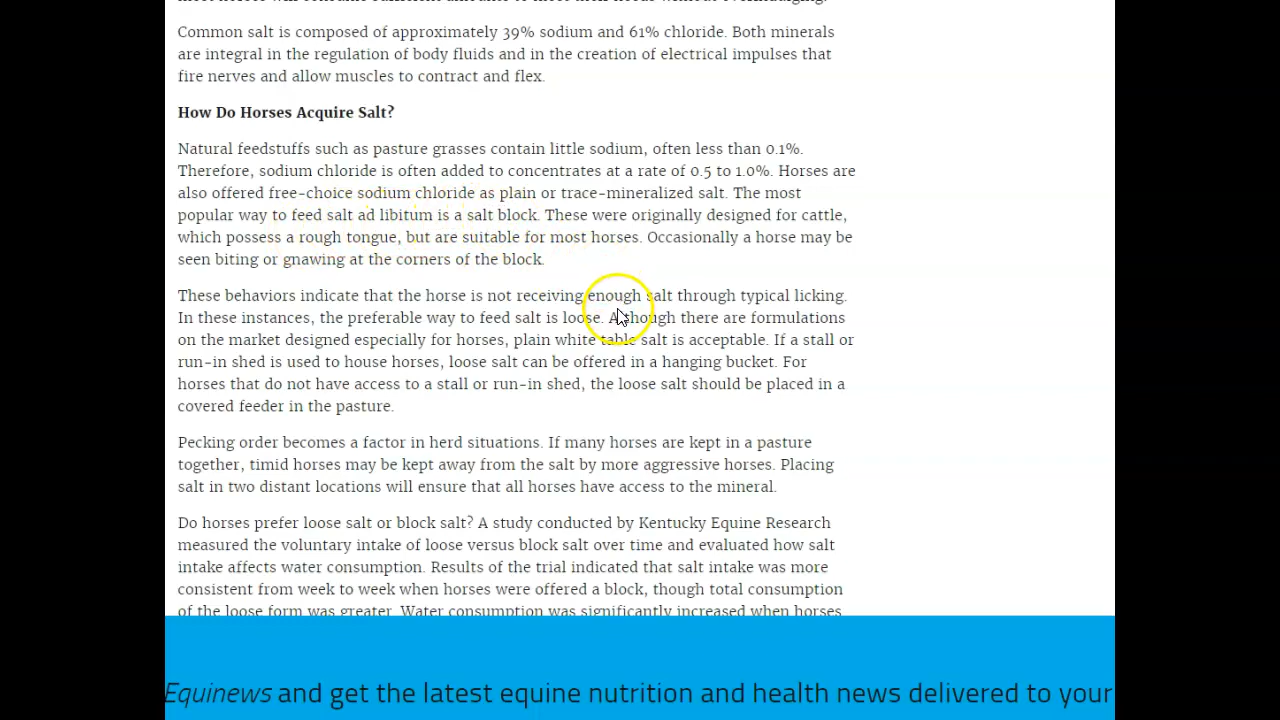 Common salt is composed of approximately 39% sodium and 61% chloride. Both minerals
are integral in the regulation of body fluids and in the creation of electrical impulses that
fire nerves and allow muscles to contract and flex.
How Do Horses Acquire Salt?
Natural feedstuffs such as pasture grasses contain little sodium, often less than 0.1%.
Therefore, sodium chloride is often added to concentrates at a rate of 0.5 to 1.0%. Horses are
also offered free-choice sodium chloride as plain or trace-mineralized salt. The most
popular way to feed salt ad libitum is a salt block. These were originally designed for cattle,
which possess a rough tongue, but are suitable for most horses. Occasionally a horse may be
seen biting or gnawing at the corners of the block.
These behaviors indicate that the horse is not receiving enough salt through typical licking.
In these instances, the preferable way to feed salt is loose. Although there are formulations
on the market designed especially for horses, plain white table salt is acceptable. If a stall or
run-in shed is used to house horses, loose salt can be offered in a hanging bucket. For
horses that do not have access to a stall or run-in shed, the loose salt should be placed in a
covered feeder in the pasture.
Pecking order becomes a factor in herd situations. If many horses are kept in a pasture
together, timid horses may be kept away from the salt by more aggressive horses. Placing
salt in two distant locations will ensure that all horses have access to the mineral.
Do horses prefer loose salt or block salt? A study conducted by Kentucky Equine Research
measured the voluntary intake of loose versus block salt over time and evaluated how salt
intake affects water consumption. Results of the trial indicated that salt intake was more
consistent from week to week when horses were offered a block, though total consumption
of the loose form was greater. Water consumption was significantly increased when horses
Equinews and get the latest equine nutrition and health news delivered to your